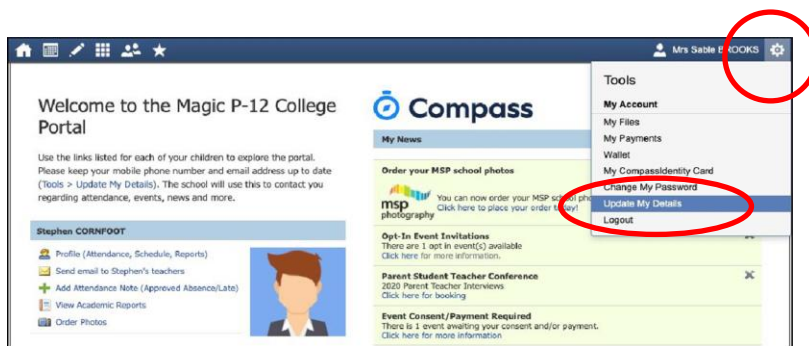 Mrs Sable BROOKS
Welcome to the Magic P-12 College
Portal
Use the links listed for each of your children to explore the portal.
Please keep your mobile phone number and email address up to date
(Tools > Update My Details). The school will use this to contact you
regarding attendance, events, news and more.
Stephen CORNFOOT
Profile (Attendance, Schedule, Reports)
Send email to Stephen's teachers
Add Attendance Note (Approved Absence/Late)
View Academic Reports
Order Photos
Compass
My News
Order your MSP school photos
msp
photography
You can now order your MSP school pho
Click here to place your order today!
Opt-In Event Invitations
There are 1 opt in event(s) available
Click here for more information.
Parent Student Teacher Conference
2020 Parent Teacher Interviews
Click here for booking
Event Consent/Payment Required
There is 1 event awaiting your consent and/or payment.
Click here for more information
Tools
My Account
My Files
My Payments
Wallet
My CompassIdentity Card
Change My Password
Update My Details
Logout